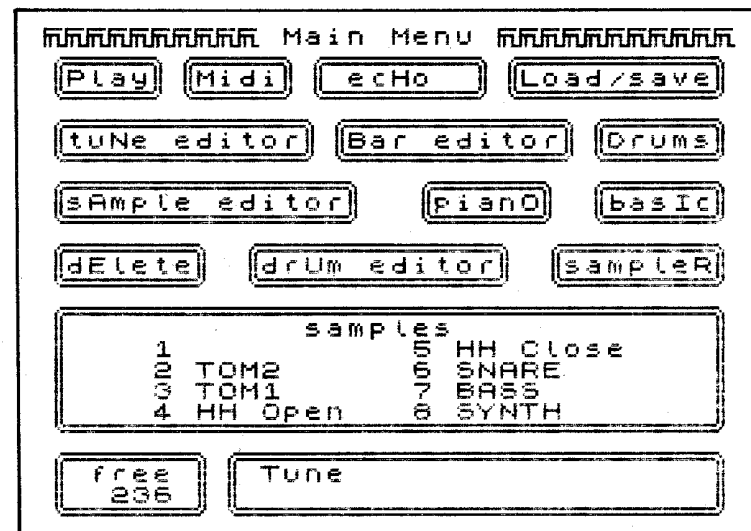 Main Menu
Play Midi ecHo Load/save
tuNe editor Bar editor Drums
sAmple editor pianO basIc
dElete drUm editor sampleR
samples
1 5 HH Close
2 TOM2 6 SNARE
3 TOM1 7 BASS
4 HH Open 8 SYNTH
free Tune
236